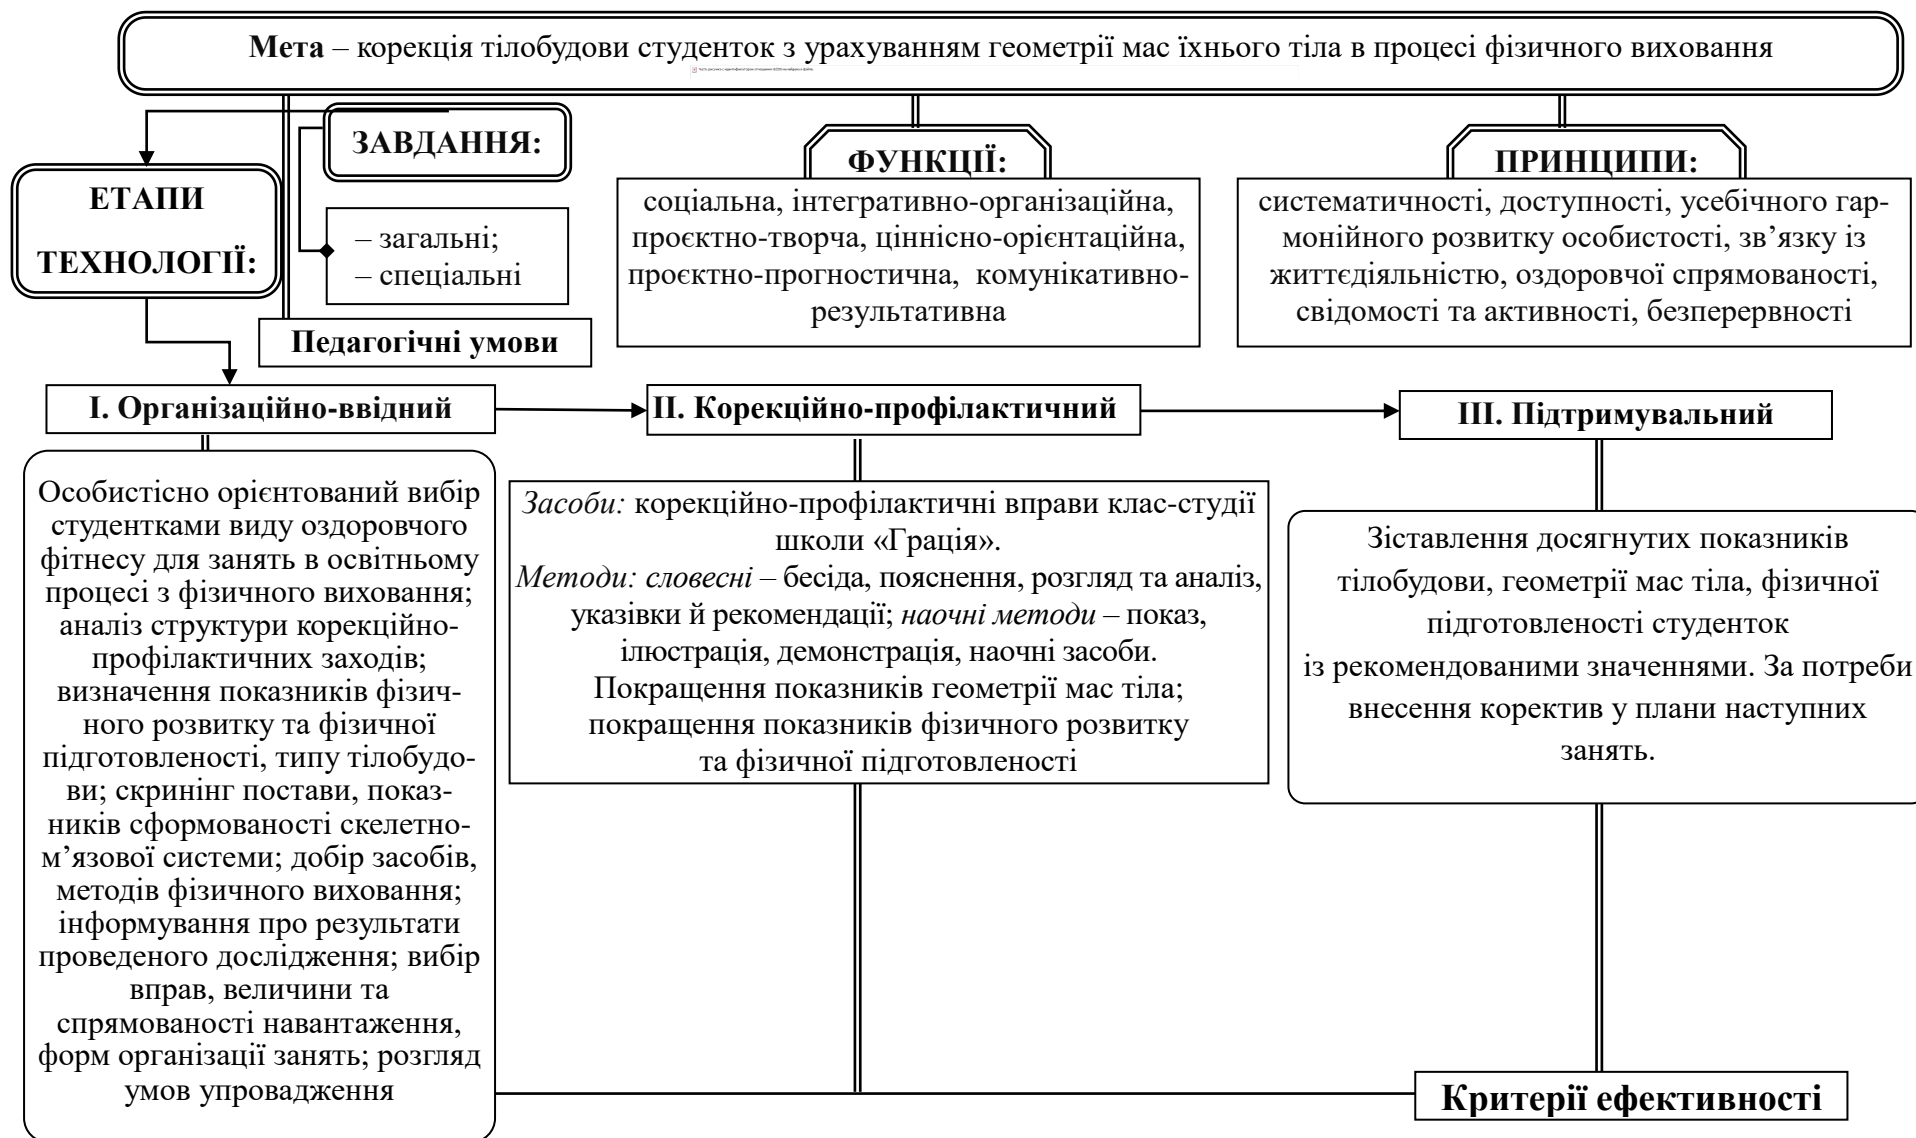 Мета – корекція тілобудови студенток з урахуванням геометрії мас їхнього тіла в процесі фізичного виховання
ЗАВДАННЯ:
– загальні;
– спеціальні
ФУНКЦІЇ:
соціальна, інтегративно-організаційна,
проєктно-творча, ціннісно-орієнтаційна,
проєктно-прогностична, комунікативно-
результативна
ПРИНЦИПИ:
систематичності, доступності, усебічного гар-
монійного розвитку особистості, зв’язку із
життєдіяльністю, оздоровчої спрямованості,
свідомості та активності, безперервності
ЕТАПИ
ТЕХНОЛОГІЇ:
Педагогічні умови
І. Організаційно-ввідний
ІІ. Корекційно-профілактичний
ІІІ. Підтримувальний
Особистісно орієнтований вибір
студентками виду оздоровчого
фітнесу для занять в освітньому
процесі з фізичного виховання;
аналіз структури корекційно-
профілактичних заходів;
визначення показників фізич-
ного розвитку та фізичної
підготовленості, типу тілобудо-
ви; скринінг постави, показ-
ників сформованості скелетно-
м’язової системи; добір засобів,
методів фізичного виховання;
інформування про результати
проведеного дослідження; вибір
вправ, величини та
спрямованості навантаження,
форм організації занять; розгляд
умов упровадження
Засоби: корекційно-профілактичні вправи клас-студії
школи «Грація».
Методи: словесні – бесіда, пояснення, розгляд та аналіз,
указівки й рекомендації; наочні методи – показ,
ілюстрація, демонстрація, наочні засоби.
Покращення показників геометрії мас тіла;
покращення показників фізичного розвитку
та фізичної підготовленості
Зіставлення досягнутих показників
тілобудови, геометрії мас тіла, фізичної
підготовленості студенток
із рекомендованими значеннями. За потреби
внесення коректив у плани наступних
занять.
Критерії ефективності